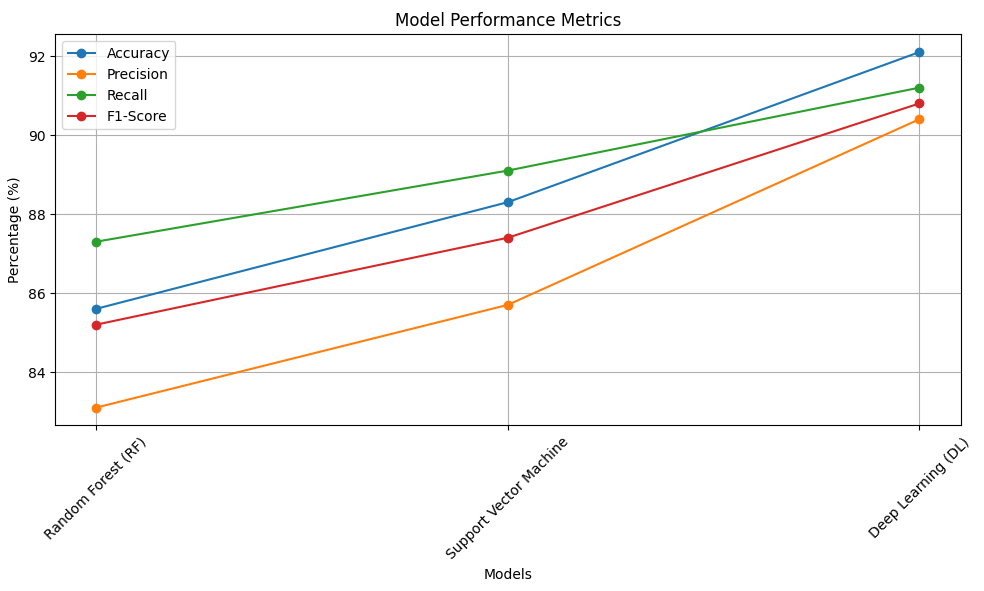 Model Performance Metrics
Accuracy
Precision
Recall
F1-Score
Percentage (%)
92
90
88
86
84
Random Forest (RF)
Support Vector Machine
Deep Learning (DL)
Models